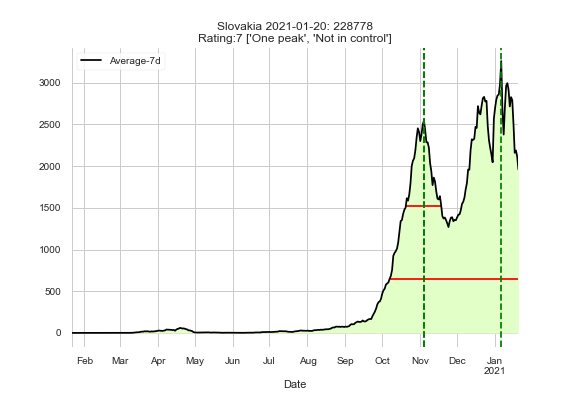 Slovakia 2021-01-20: 228778
Rating:7 ['One peak', 'Not in control']
Average-7d
3000
2500
2000
1500
1000
500
0
Feb Mar Apr May Jun Jul Aug Sep Oct Nov Dec Jan
2021
Date